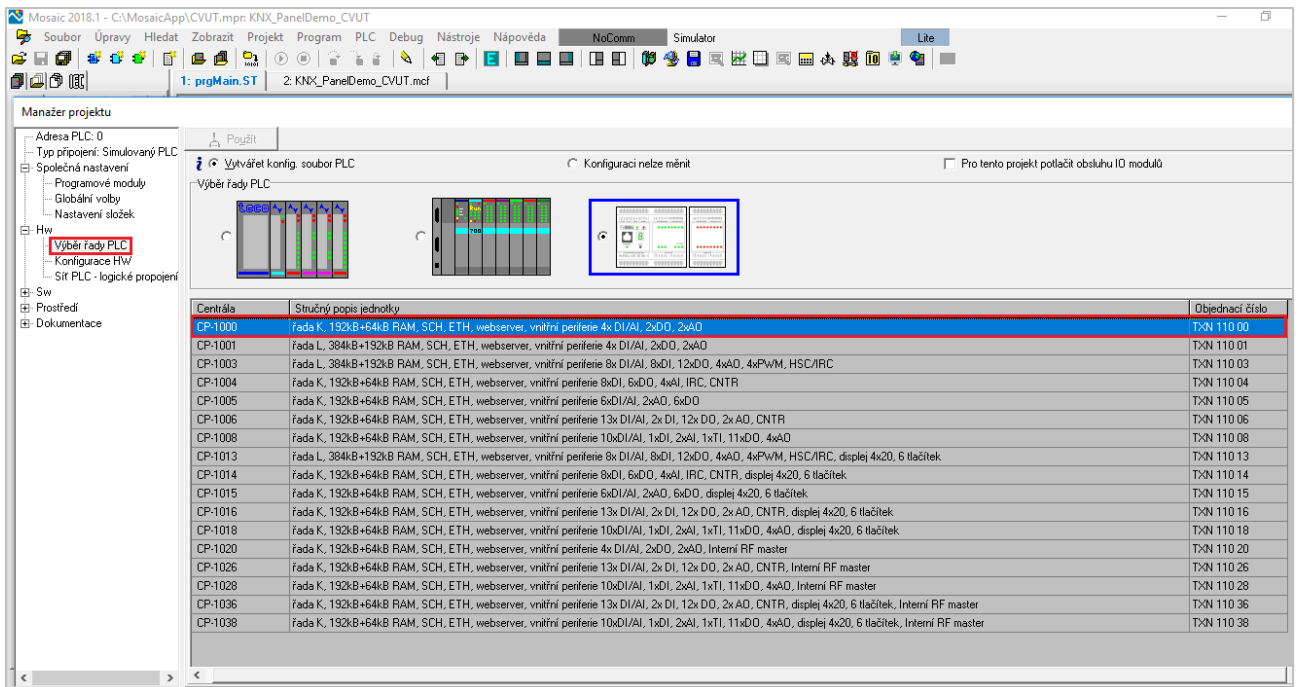 Mosaic 2018.1 - C:\MosaicApp\CVUT.mpr: KNX_PanelDemo_CVUT
Soubor Úpravy Hledat Zobrazit Projekt Program PLC Debug Nástroje Nápověda NoComm Simulator Lite
1: prgMain.ST 2: KNX_PanelDemo_CVUT.mcf
Manažer projektu
Adresa PLC: 0
Typ připojení: Simulovaný PLC
Společná nastavení
Programové moduly
Globální volby
Nastavení složek
Hw
Výběr řady PLC
Konfigurace HW
Síť PLC - logické propojení
Sw
Prostředí
Dokumentace
Použít
Vytvářet konfig. soubor PLC Konfiguraci nelze měnit Pro tento projekt potlačit obsluhu IO modulů
Výběr řady PLC
Centrála Stručný popis jednotky Objednací číslo
CP-1000 řada K, 192kB+64kB RAM, SCH, ETH, webserver, vnitřní periferie 4x DI/AI, 2xDO, 2xAO TXN 110 00
CP-1001 řada L, 384kB+192kB RAM, SCH, ETH, webserver, vnitřní periferie 4x DI/AI, 2xDO, 2xAO TXN 110 01
CP-1003 řada L, 384kB+192kB RAM, SCH, ETH, webserver, vnitřní periferie 8x DI/AI, 8xDI, 12xDO, 4xAO, 4xPWM, HSC/IRC TXN 110 03
CP-1004 řada K, 192kB+64kB RAM, SCH, ETH, webserver, vnitřní periferie 8xDI, 6xDO, 4xAI, IRC, CNTR TXN 110 04
CP-1005 řada K, 192kB+64kB RAM, SCH, ETH, webserver, vnitřní periferie 6xDI/AI, 2xAO, 6xDO TXN 110 05
CP-1006 řada K, 192kB+64kB RAM, SCH, ETH, webserver, vnitřní periferie 13x DI/AI, 2x DI, 12x DO, 2x AO, CNTR TXN 110 06
CP-1008 řada K, 192kB+64kB RAM, SCH, ETH, webserver, vnitřní periferie 10xDI/AI, 1xDI, 2xAI, 1xTI, 11xDO, 4xAO TXN 110 08
CP-1013 řada L, 384kB+192kB RAM, SCH, ETH, webserver, vnitřní periferie 8x DI/AI, 8xDI, 12xDO, 4xAO, 4xPWM, HSC/IRC, displej 4x20, 6 tlačítek TXN 110 13
CP-1014 řada K, 192kB+64kB RAM, SCH, ETH, webserver, vnitřní periferie 8xDI, 6xDO, 4xAI, IRC, CNTR, displej 4x20, 6 tlačítek TXN 110 14
CP-1015 řada K, 192kB+64kB RAM, SCH, ETH, webserver, vnitřní periferie 6xDI/AI, 2xAO, 6xDO, displej 4x20, 6 tlačítek TXN 110 15
CP-1016 řada K, 192kB+64kB RAM, SCH, ETH, webserver, vnitřní periferie 13x DI/AI, 2x DI, 12x DO, 2x AO, CNTR, displej 4x20, 6 tlačítek TXN 110 16
CP-1018 řada K, 192kB+64kB RAM, SCH, ETH, webserver, vnitřní periferie 10xDI/AI, 1xDI, 2xAI, 1xTI, 11xDO, 4xAO, displej 4x20, 6 tlačítek TXN 110 18
CP-1020 řada K, 192kB+64kB RAM, SCH, ETH, webserver, vnitřní periferie 4x DI/AI, 2xDO, 2xAO, Interní RF master TXN 110 20
CP-1026 řada K, 192kB+64kB RAM, SCH, ETH, webserver, vnitřní periferie 13x DI/AI, 2x DI, 12x DO, 2x AO, CNTR, Interní RF master TXN 110 26
CP-1028 řada K, 192kB+64kB RAM, SCH, ETH, webserver, vnitřní periferie 10xDI/AI, 1xDI, 2xAI, 1xTI, 11xDO, 4xAO, Interní RF master TXN 110 28
CP-1036 řada K, 192kB+64kB RAM, SCH, ETH, webserver, vnitřní periferie 13x DI/AI, 2x DI, 12x DO, 2x AO, CNTR, displej 4x20, 6 tlačítek, Interní RF master TXN 110 36
CP-1038 řada K, 192kB+64kB RAM, SCH, ETH, webserver, vnitřní periferie 10xDI/AI, 1xDI, 2xAI, 1xTI, 11xDO, 4xAO, displej 4x20, 6 tlačítek, Interní RF master TXN 110 38